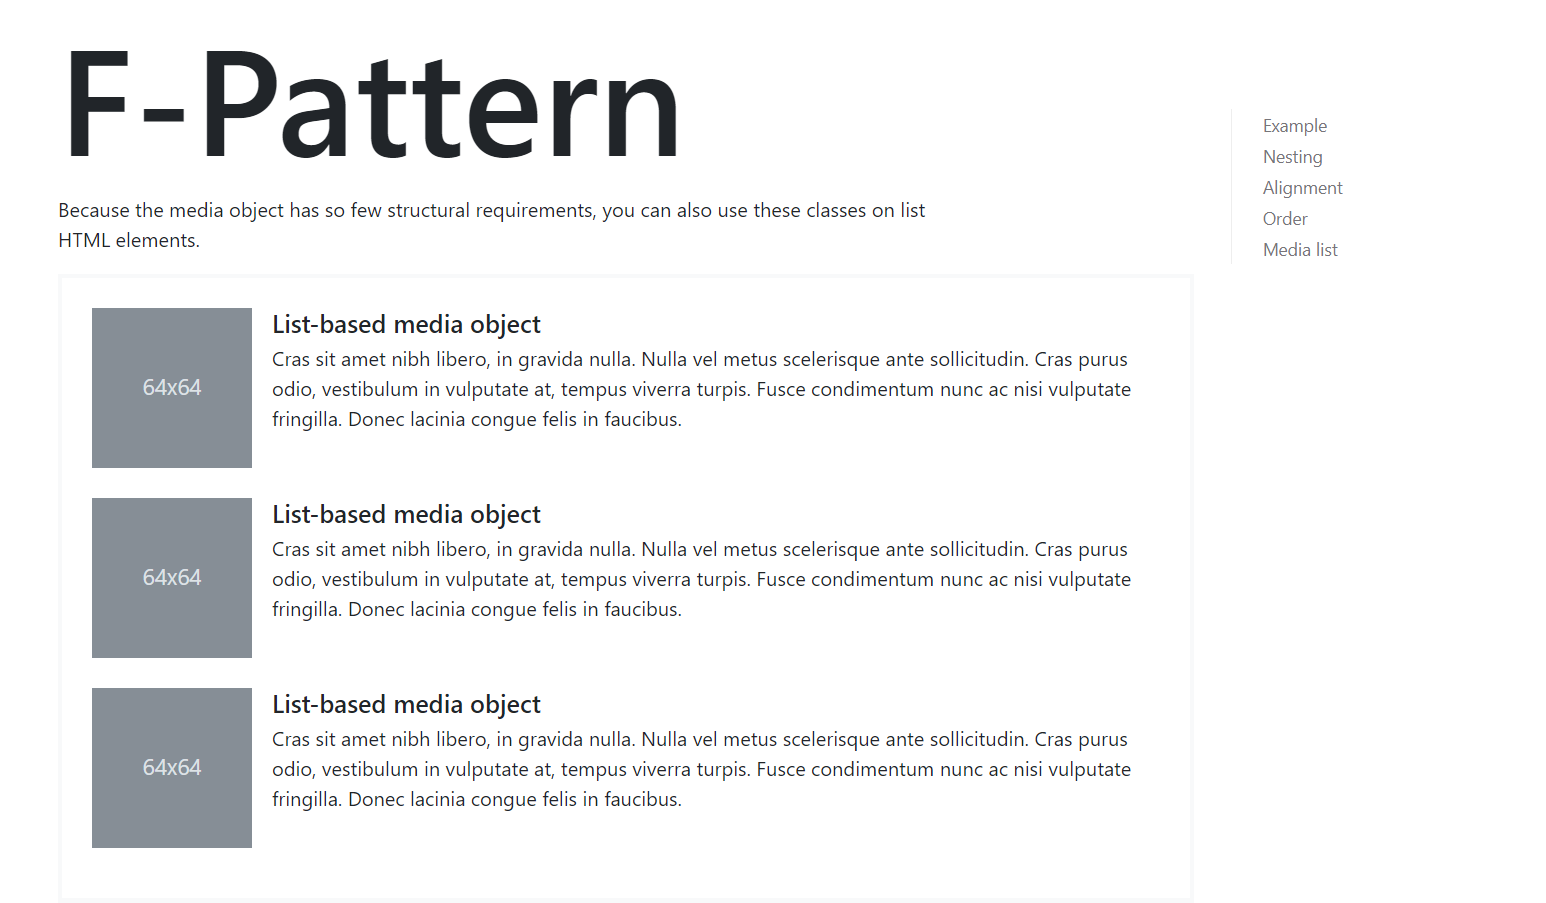 F-Pattern
Because the media object has so few structural requirements, you can also use these classes on list
HTML elements.
64x64
List-based media object
Cras sit amet nibh libero, in gravida nulla. Nulla vel metus scelerisque ante sollicitudin. Cras purus
odio, vestibulum in vulputate at, tempus viverra turpis. Fusce condimentum nunc ac nisi vulputate
fringilla. Donec lacinia congue felis in faucibus.
64x64
List-based media object
Cras sit amet nibh libero, in gravida nulla. Nulla vel metus scelerisque ante sollicitudin. Cras purus
odio, vestibulum in vulputate at, tempus viverra turpis. Fusce condimentum nunc ac nisi vulputate
fringilla. Donec lacinia congue felis in faucibus.
64x64
List-based media object
Cras sit amet nibh libero, in gravida nulla. Nulla vel metus scelerisque ante sollicitudin. Cras purus
odio, vestibulum in vulputate at, tempus viverra turpis. Fusce condimentum nunc ac nisi vulputate
fringilla. Donec lacinia congue felis in faucibus.
Example
Nesting
Alignment
Order
Media list